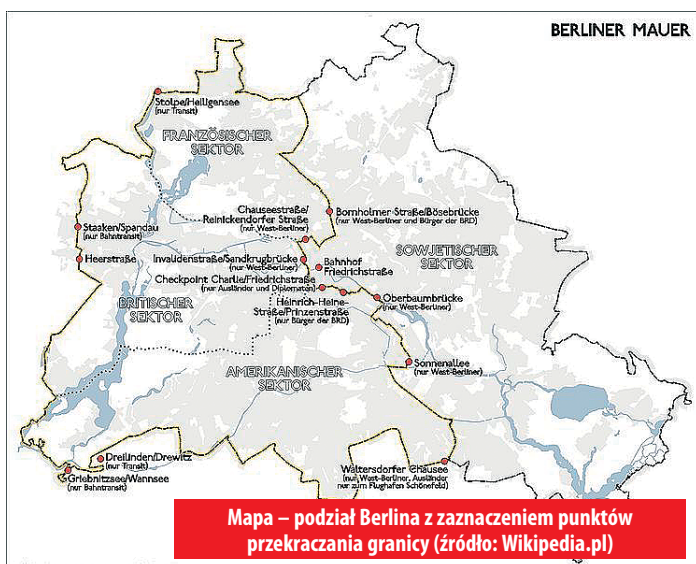 BERLINER MAUER
Stolpe/Heiligensee
(nur Transit)
FRANZÖSISCHER
SEKTOR
Chauseestraße/
Reinickendorfer Straße
(nur West-Berliner)
Bornholmer-Straße/Bösebrücke
(nur West-Berliner und Bürger der BRD)
Staaken/Spandau
(nur Bahntransit)
SOWJETISCHER
SEKTOR
Heerstraße
Invalidenstraße/Sandkrugbrücke
(nur West-Berliner)
Bahnhof
Friedrichstraße
Checkpoint Charlie/Friedrichstraße
(nur Ausländer und Diplomaten)
BRITISCHER
SEKTOR
Heinrich-Heine-
Straße/Prinzenstraße
(nur Bürger der BRD)
Oberbaumbrücke
(nur West-Berliner)
Sonnenallee
(nur West-Berliner)
AMERIKANISCHER
SEKTOR
Dreilinden/Drewitz
(nur Transit)
Griebnitzsee/Wannsee
(nur Bahntransit)
Waltersdorfer Chausee
(nur West-Berliner, Ausländer
nur zum Flughafen Schönefeld)
Mapa – podział Berlina z zaznaczeniem punktów
przekraczania granicy (źródło: Wikipedia.pl)